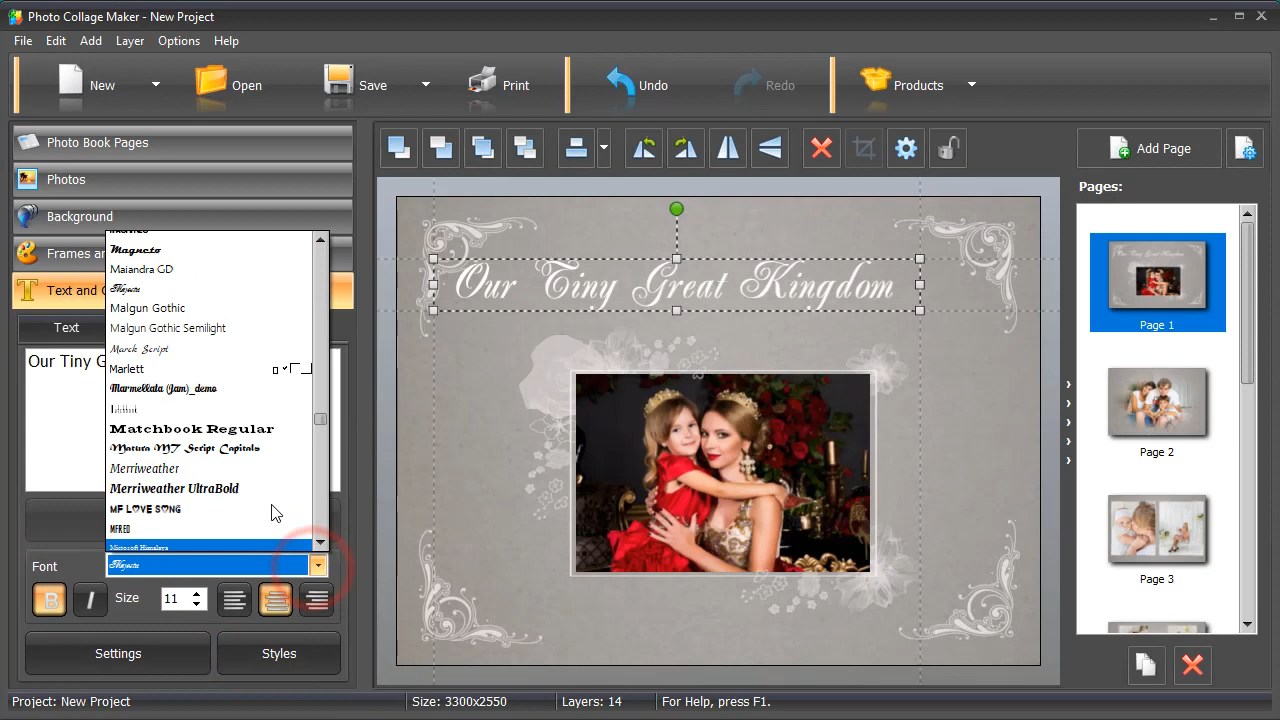 Photo Collage Maker - New Project
File Edit Add Layer Options Help
New Open Save Print Undo Redo Products
Photo Book Pages
Photos
Background
Frames
Text and
Text
Our Tiny
Magneto
Maiandra GD
Malgun Gothic
Malgun Gothic Semilight
Marck Script
Marlett
Marmellata (Jam)_demo
Matchbook Regular
Matura MT Script Capitals
Merriweather
Merriweather UltraBold
MF LOVE SONG
MFRED
Microsoft Himalaya
Font
B I Size 11
Settings Styles
Our Tiny Great Kingdom
Add Page
Pages:
Our Tiny Great Kingdom
Page 1
Page 2
Page 3
Project: New Project Size: 3300x2550 Layers: 14 For Help, press F1.